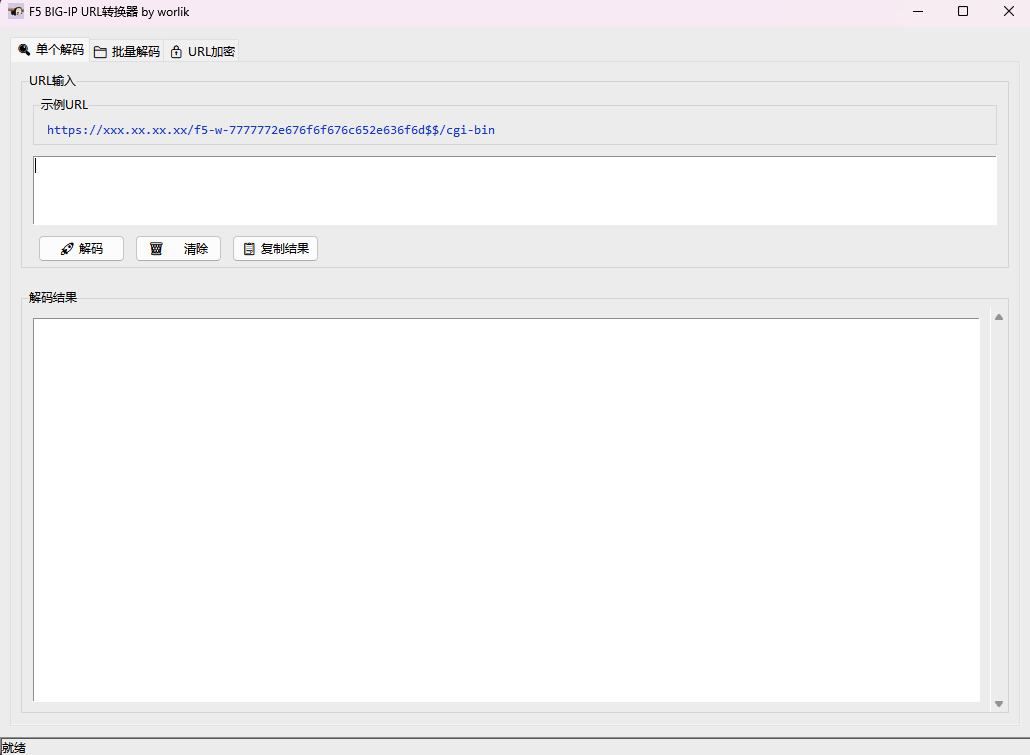 F5 BIG-IP URL转换器 by worlik
单个解码 批量解码 URL加密
URL输入
示例URL
https://xxx.xx.xx.xx/f5-w-7777772e676f6f676c652e636f6d$$/cgi-bin
解码 清除 复制结果
解码结果
就绪